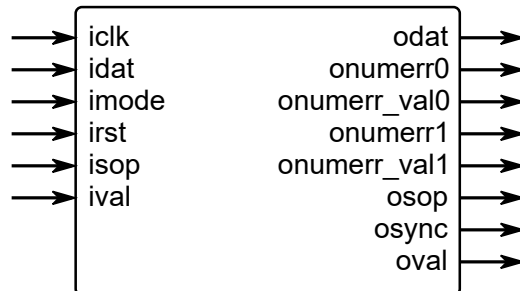 iclk odat
idat onumerr0
imode onumerr_val0
irst onumerr1
isop onumerr_val1
ival osop
osync
oval